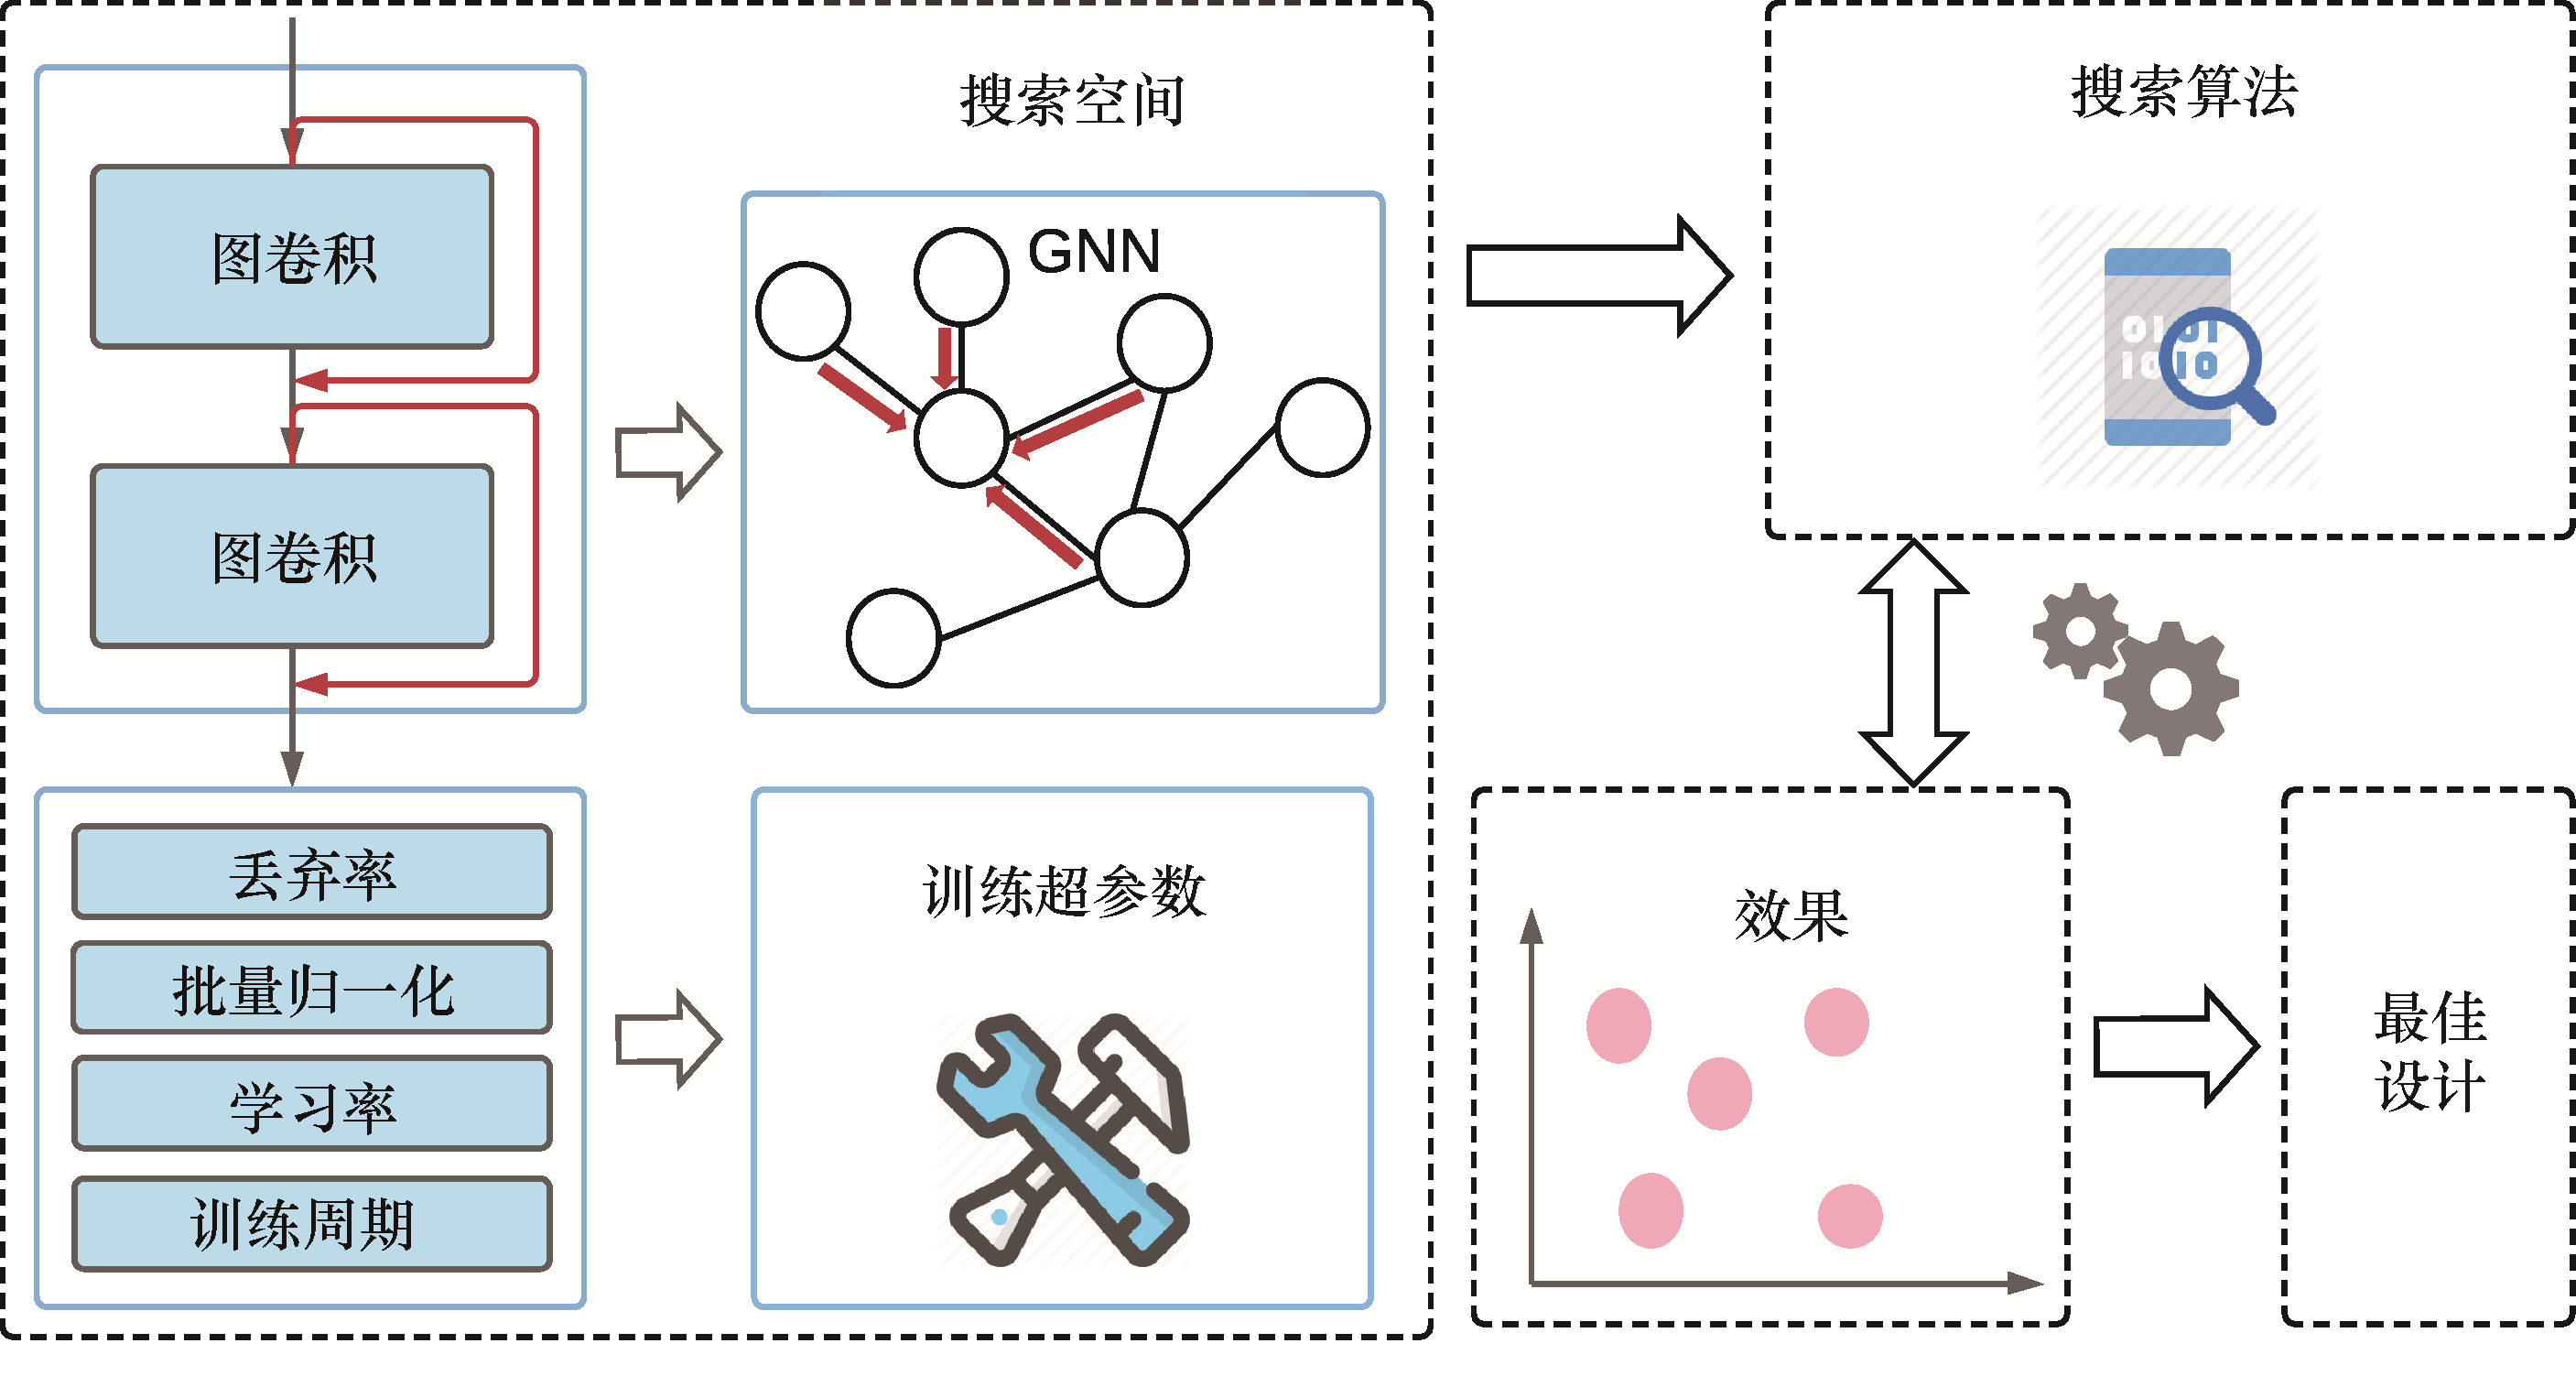 搜索空间
图卷积
图卷积
GNN
丢弃率
批量归一化
学习率
训练周期
训练超参数
搜索算法
0101
1010
效果
最佳
设计